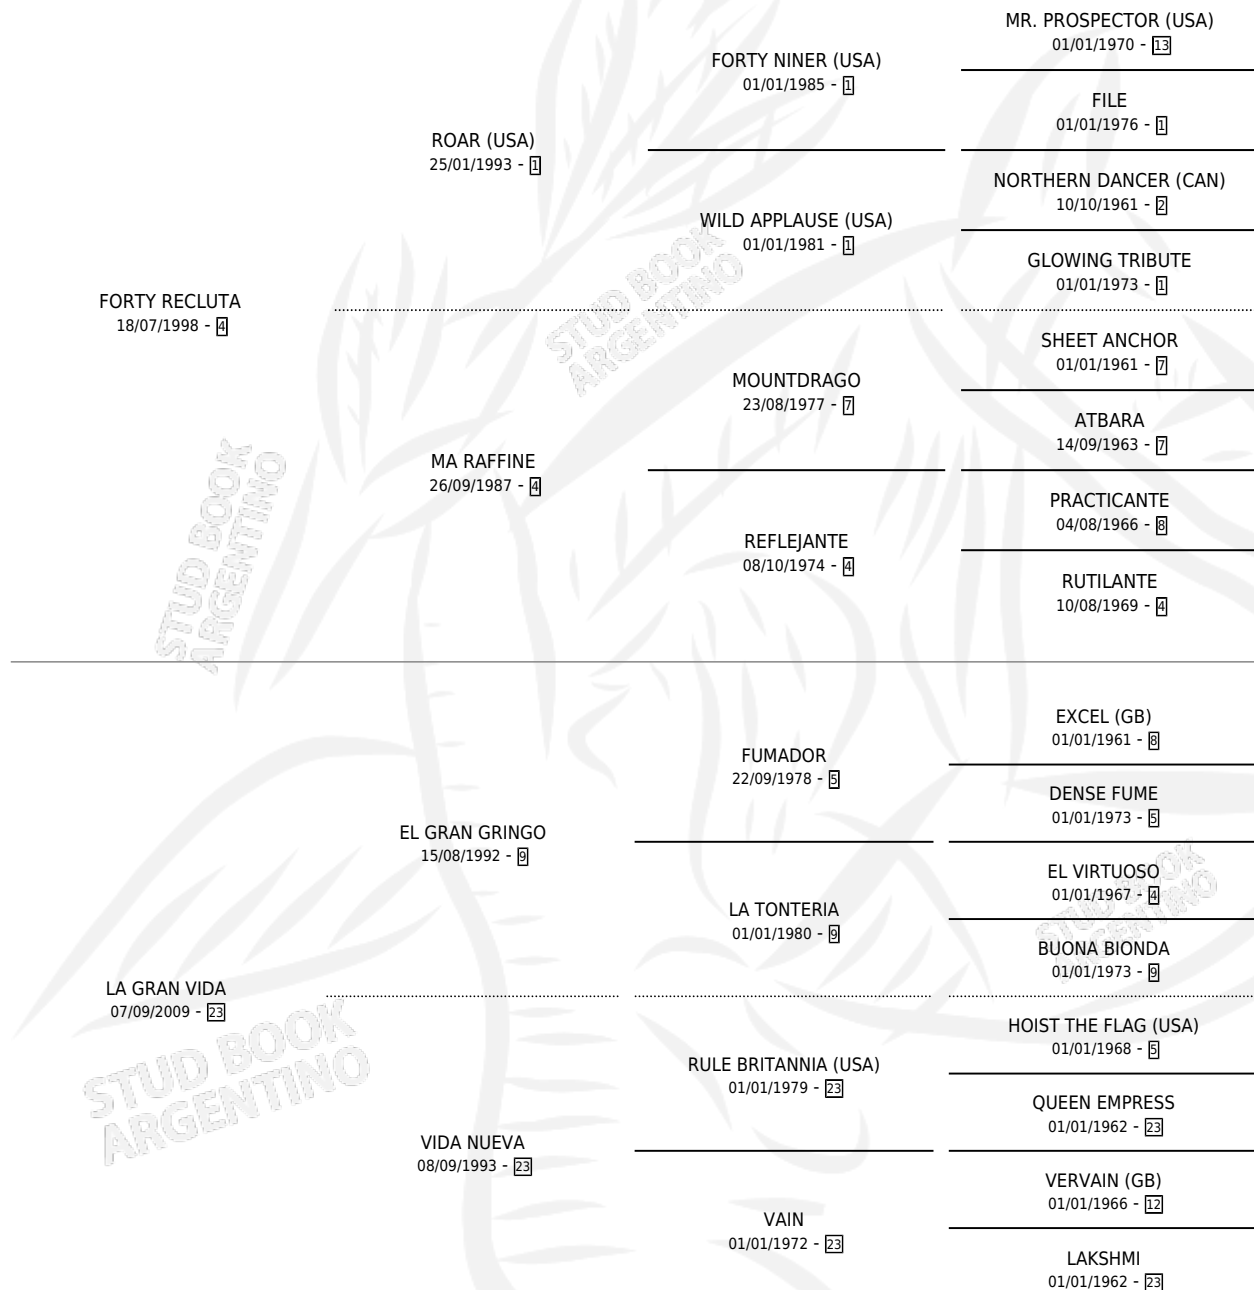 MR. PROSPECTOR (USA)
01/01/1970 - 13
FORTY NINER (USA)
01/01/1985 - 1
FILE
01/01/1976 - 1
ROAR (USA)
25/01/1993 - 1
NORTHERN DANCER (CAN)
10/10/1961 - 2
WILD APPLAUSE (USA)
01/01/1981 - 1
GLOWING TRIBUTE
01/01/1973 - 1
FORTY RECLUTA
18/07/1998 - 4
SHEET ANCHOR
01/01/1961 - 7
MOUNTDRAGO
23/08/1977 - 7
ATBARA
14/09/1963 - 7
MA RAFFINE
26/09/1987 - 4
PRACTICANTE
04/08/1966 - 8
REFLEJANTE
08/10/1974 - 4
RUTILANTE
10/08/1969 - 4
EXCEL (GB)
01/01/1961 - 8
FUMADOR
22/09/1978 - 5
DENSE FUME
01/01/1973 - 5
EL GRAN GRINGO
15/08/1992 - 9
EL VIRTUOSO
01/01/1967 - 4
LA TONTERIA
01/01/1980 - 9
BUONA BIONDA
01/01/1973 - 9
LA GRAN VIDA
07/09/2009 - 23
HOIST THE FLAG (USA)
01/01/1968 - 5
RULE BRITANNIA (USA)
01/01/1979 - 23
QUEEN EMPRESS
01/01/1962 - 23
VIDA NUEVA
08/09/1993 - 23
VERVAIN (GB)
01/01/1966 - 12
VAIN
01/01/1972 - 23
LAKSHMI
01/01/1962 - 23
STUD BOOK
ARGENTINO
STUD BOOK
ARGENTINO
STUD BOOK
ARGENTINO
STUD BOOK
ARGENTINO